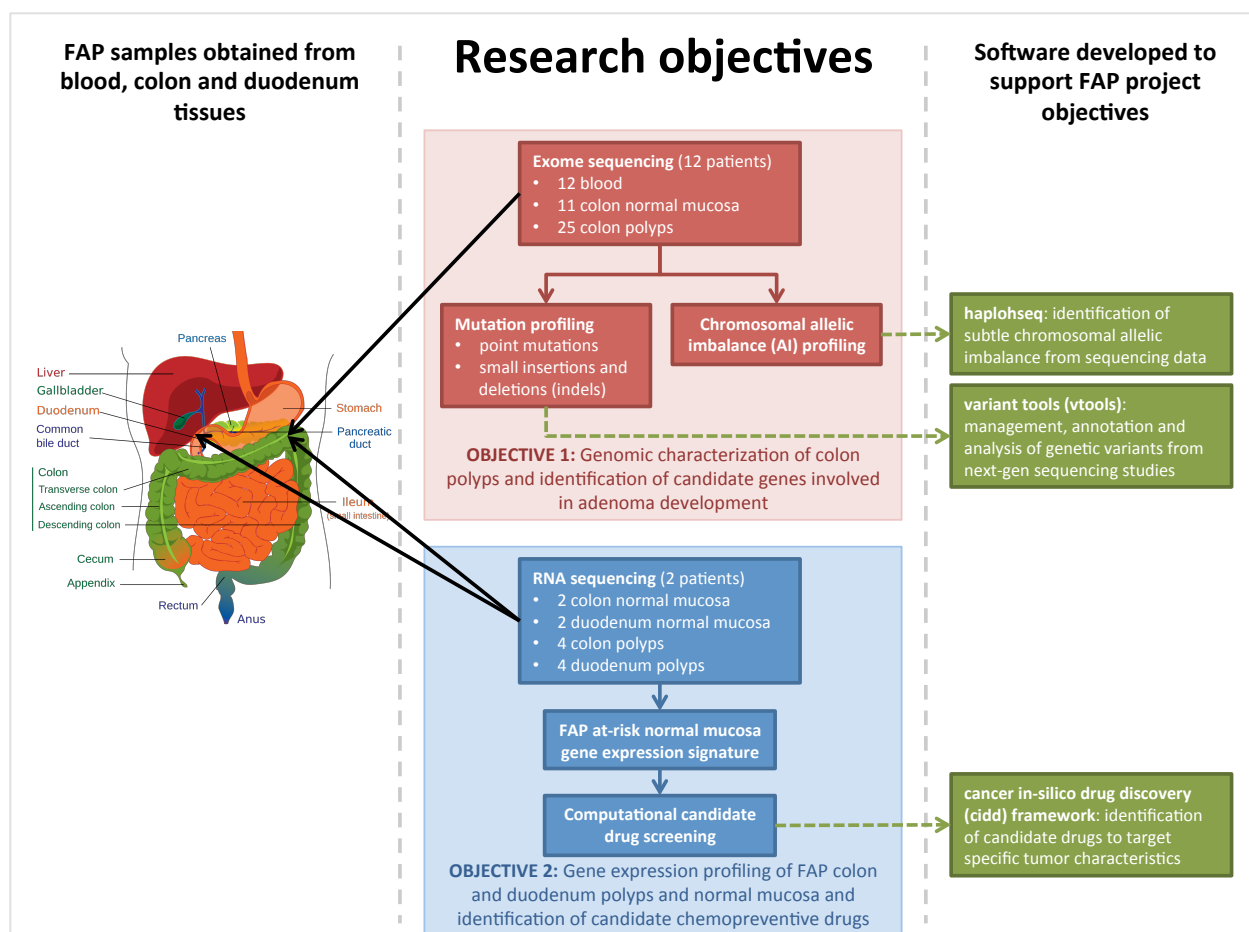 FAP samples obtained from
blood, colon and duodenum
tissues
Research objectives
Software developed to
support FAP project
objectives
Pancreas
Liver
Gallbladder
Duodenum
Common
bile duct
Stomach
Pancreatic
duct
Colon
Transverse colon
Ascending colon
Descending colon
Ileum
(small intestine)
Cecum
Appendix
Rectum
Anus
Exome sequencing (12 patients)
• 12 blood
• 11 colon normal mucosa
• 25 colon polyps
Mutation profiling
• point mutations
• small insertions and
deletions (indels)
Chromosomal allelic
imbalance (AI) profiling
OBJECTIVE 1: Genomic characterization of colon
polyps and identification of candidate genes involved
in adenoma development
RNA sequencing (2 patients)
• 2 colon normal mucosa
• 2 duodenum normal mucosa
• 4 colon polyps
• 4 duodenum polyps
FAP at-risk normal mucosa
gene expression signature
Computational candidate
drug screening
OBJECTIVE 2: Gene expression profiling of FAP colon
and duodenum polyps and normal mucosa and
identification of candidate chemopreventive drugs
haplohseq: identification of
subtle chromosomal allelic
imbalance from sequencing data
variant tools (vtools):
management, annotation and
analysis of genetic variants from
next-gen sequencing studies
cancer in-silico drug discovery
(cidd) framework: identification
of candidate drugs to target
specific tumor characteristics